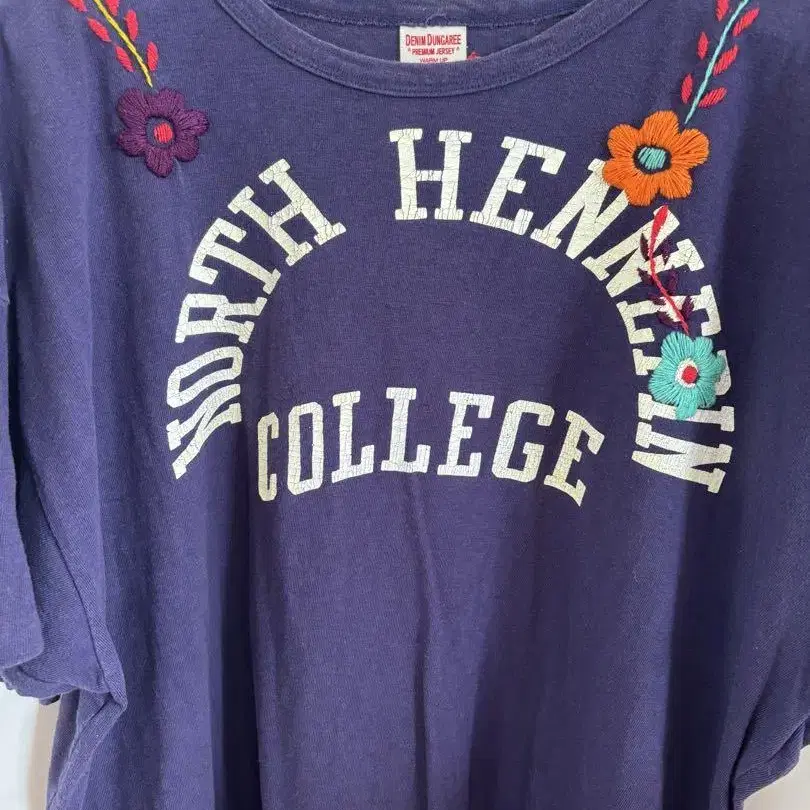 DENIM DUNGAREE
* PREMIUM JERSEY *
WARM UP
NORTH HENNEPIN
COLLEGE